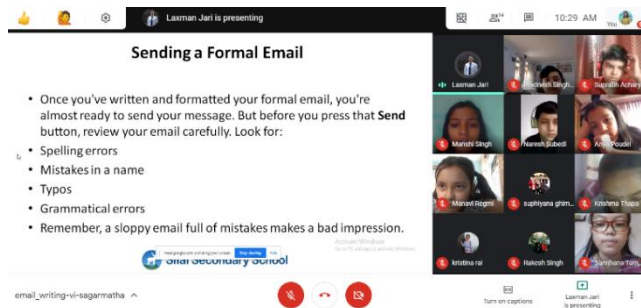 Laxman Jari is presenting
10:29 AM
You
Sending a Formal Email
• Once you've written and formatted your formal email, you're
almost ready to send your message. But before you press that Send
button, review your email carefully. Look for:
• Spelling errors
• Mistakes in a name
• Typos
• Grammatical errors
• Remember, a sloppy email full of mistakes makes a bad impression.
Activate Windows
Stop sharing
Hide
Secondary School
Laxman Jari
Manshi Singh
Naresh Subedi
Manavi Regmi
Krishma Thapa
kristina rai
Rakesh Singh
email_writing-vi-sagarmatha
Turn on captions
Laxman Jari
is presenting